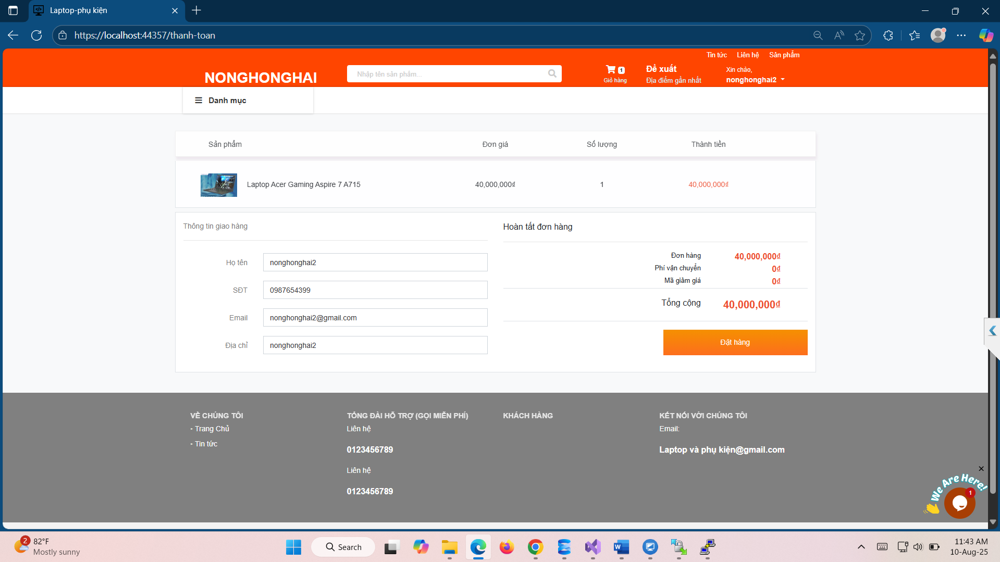 Laptop-phụ kiện
https://localhost:44357/thanh-toan
Tin tức Liên hệ Sản phẩm
NONGHONGHAI
Nhập tên sản phẩm...
1
Giỏ hàng
Đề xuất
Địa điểm gần nhất
Xin chào,
nonghonghai2
Danh mục
Sản phẩm Đơn giá Số lượng Thành tiền
Laptop Acer Gaming Aspire 7 A715 40,000,000₫ 1 40,000,000₫
Thông tin giao hàng
Họ tên nonghonghai2
SĐT 0987654399
Email nonghonghai2@gmail.com
Địa chỉ nonghonghai2
Hoàn tất đơn hàng
Đơn hàng 40,000,000₫
Phí vận chuyển 0₫
Mã giảm giá 0₫
Tổng cộng 40,000,000₫
Đặt hàng
VỀ CHÚNG TÔI
Trang Chủ
Tin tức
TỔNG ĐÀI HỖ TRỢ (GỌI MIỄN PHÍ)
Liên hệ
0123456789
Liên hệ
0123456789
KHÁCH HÀNG
KẾT NỐI VỚI CHÚNG TÔI
Email:
Laptop và phụ kiện@gmail.com
We Are Here!
1
2
82°F
Mostly sunny
Search
11:43 AM
10-Aug-25